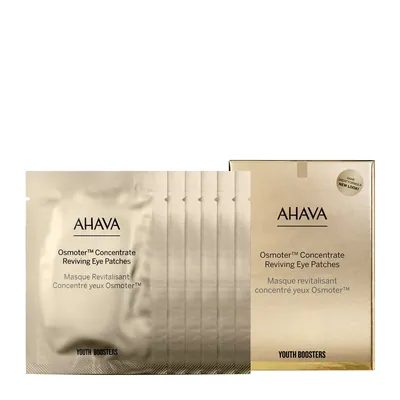 AHAVA
Osmoter™ Concentrate
Reviving Eye Patches
Masque Revitalisant
Concentré yeux Osmoter™
YOUTH BOOSTERS
NEW LOOK!
AHAVA
Osmoter™ Concentrate
Reviving Eye Patches
Masque revitalisant
concentré yeux Osmoter™
YOUTH BOOSTERS